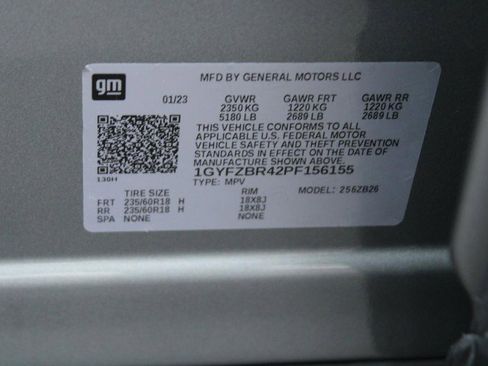 gm
MFD BY GENERAL MOTORS LLC
01/23 GVWR GAWR FRT GAWR RR
2350 KG 1220 KG 1220 KG
5180 LB 2689 LB 2689 LB
THIS VEHICLE CONFORMS TO ALL
APPLICABLE U.S. FEDERAL MOTOR
VEHICLE SAFETY AND THEFT PREVENTION
STANDARDS IN EFFECT ON THE DATE OF
MANUFACTURE SHOWN ABOVE.
1GYFZBR42PF156155
130H TYPE: MPV MODEL: 256ZB26
TIRE SIZE RIM
FRT 235/60R18 H 18X8J
RR 235/60R18 H 18X8J
SPA NONE NONE